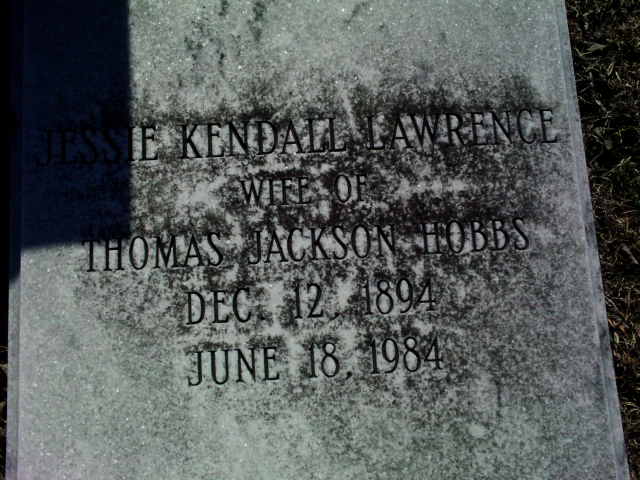 JESSIE KENDALL LAWRENCE
WIFE OF
THOMAS JACKSON HOBBS
DEC. 12, 1894
JUNE 18, 1984